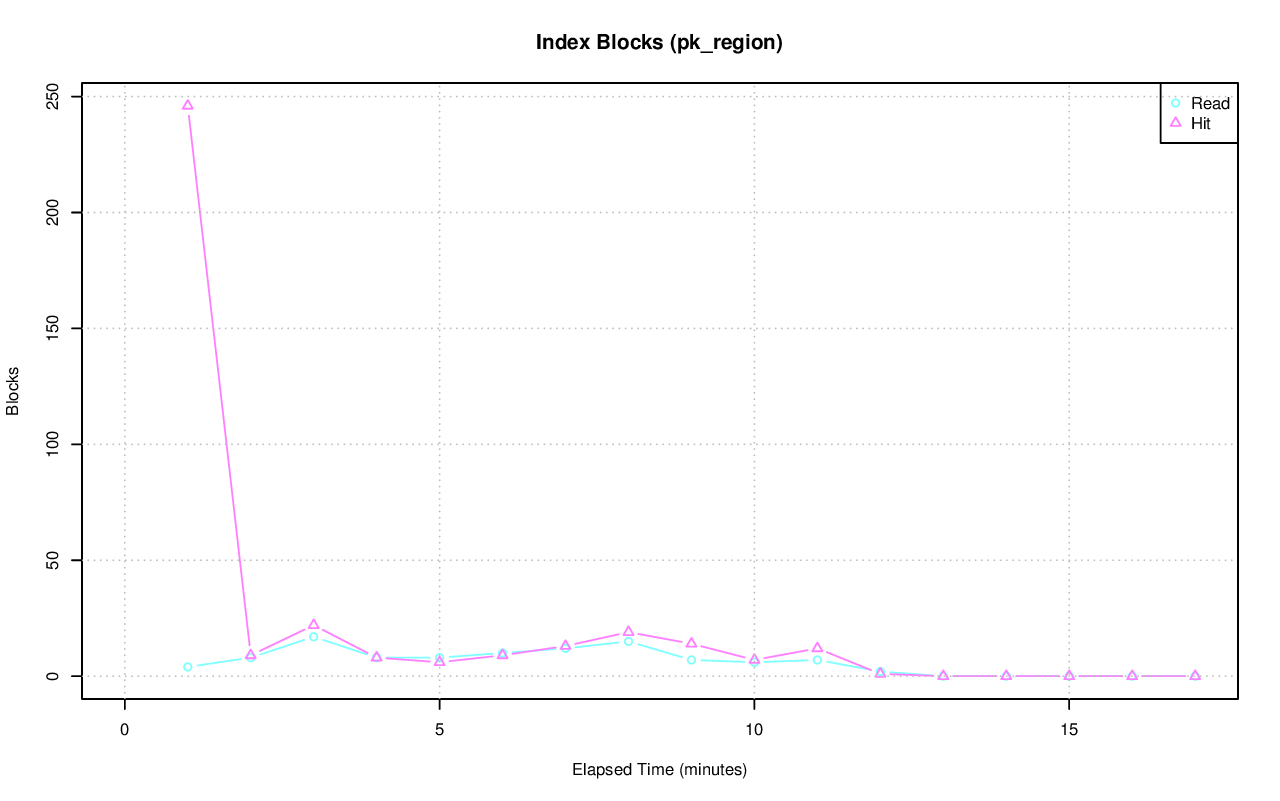 Index Blocks (pk_region)
Read
Hit
250
200
150
100
50
0
Blocks
0 5 10 15
Elapsed Time (minutes)